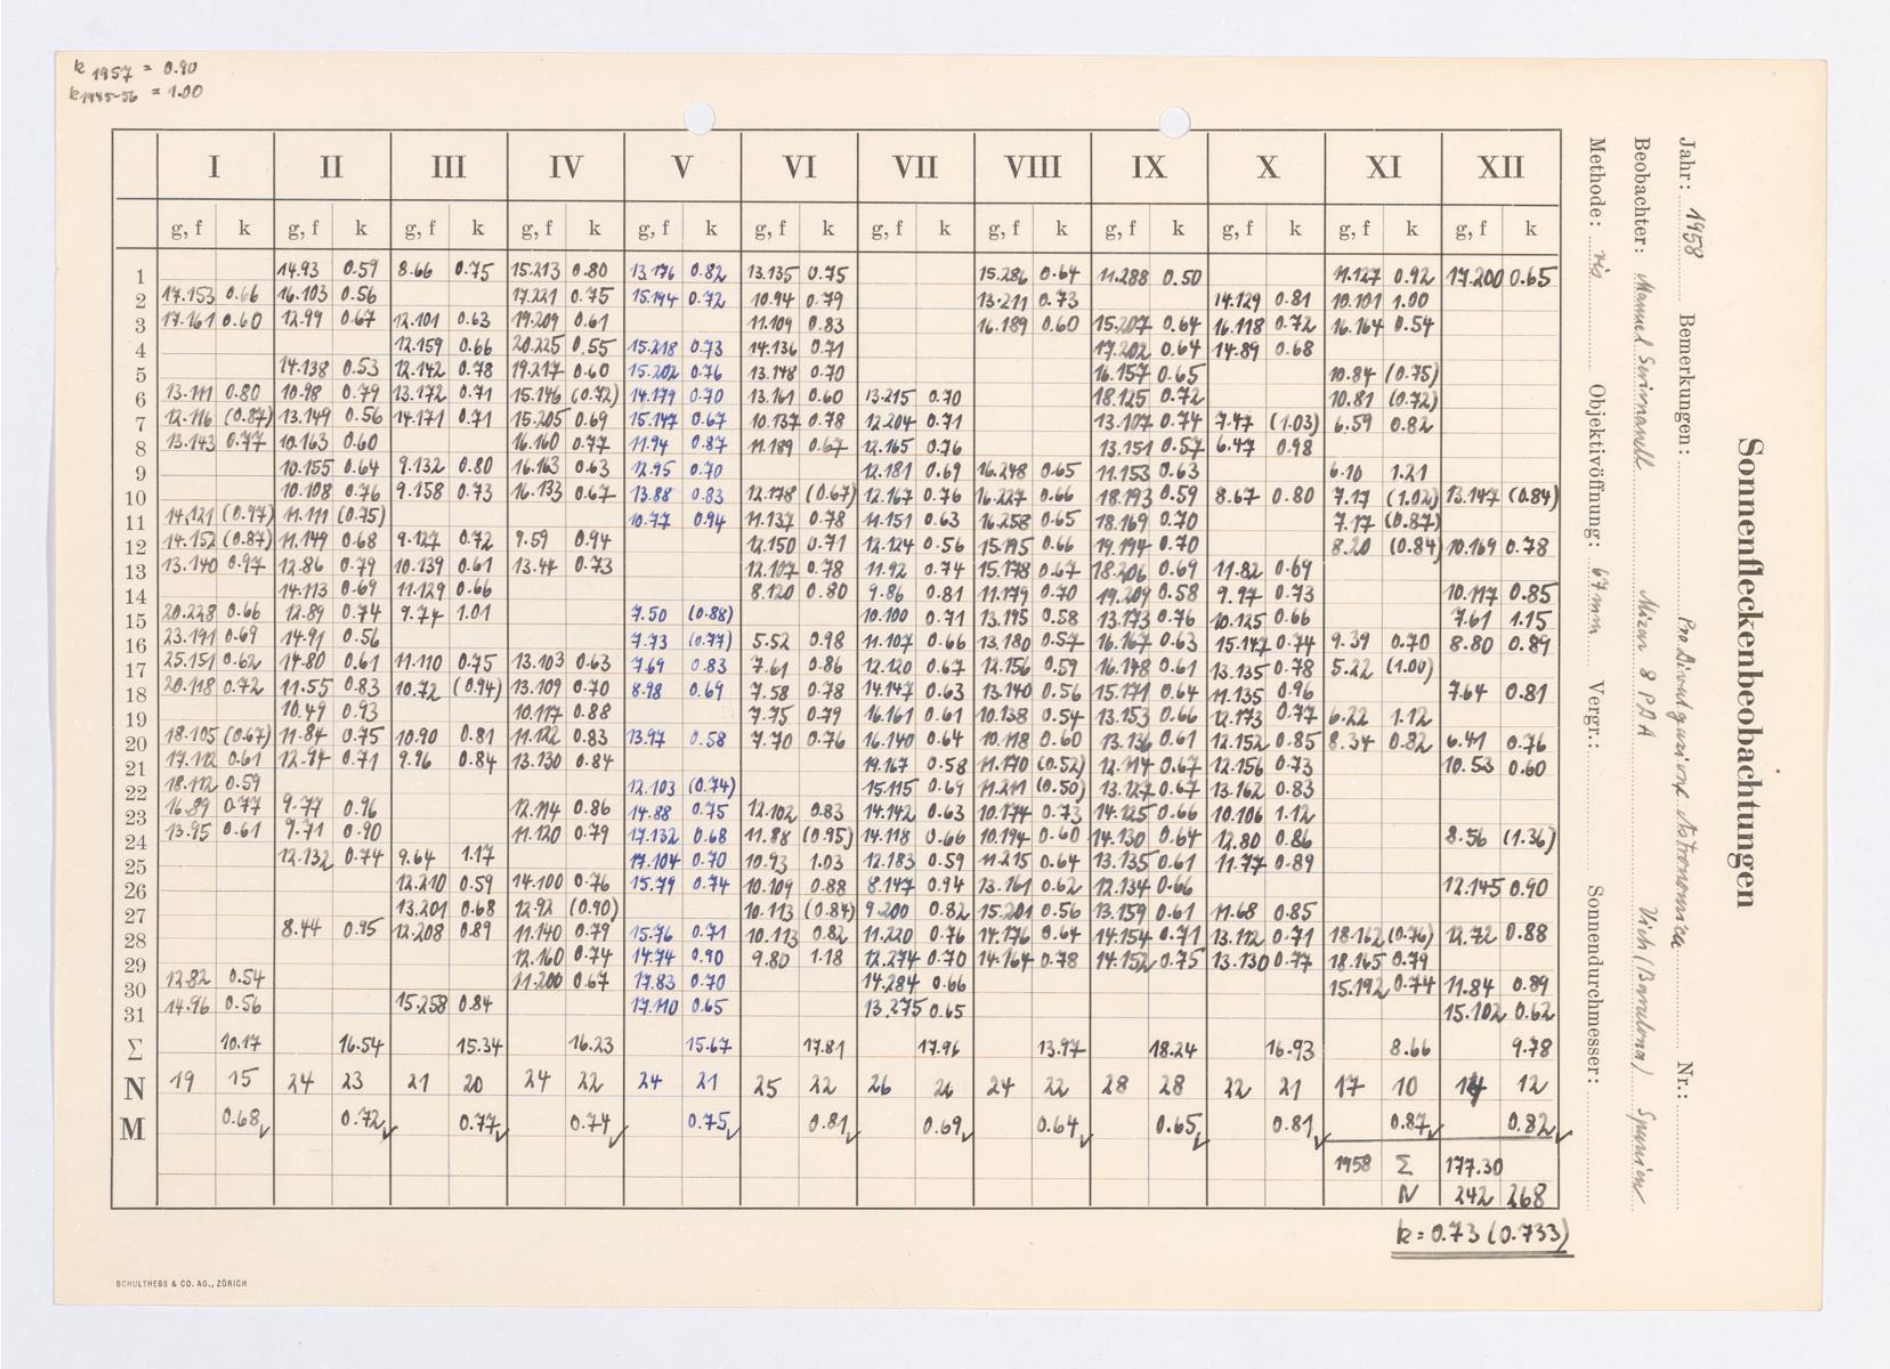 k 1957 = 0.90
k 1945-56 = 1.00
I II III IV V VI VII VIII IX X XI XII
g, f k g, f k g, f k g, f k g, f k g, f k g, f k g, f k g, f k g, f k g, f k g, f k
1 14.93 0.59 8.66 0.75 15.213 0.80 13.176 0.82 13.135 0.75 15.286 0.64 11.288 0.50 11.127 0.92 17.200 0.65
2 17.153 0.66 16.103 0.56 17.221 0.75 15.194 0.72 10.94 0.79 13.211 0.73 14.129 0.81 10.101 1.00
3 17.161 0.60 12.99 0.67 12.101 0.63 19.209 0.61 11.109 0.83 16.189 0.60 15.207 0.64 16.118 0.72 16.164 0.54
4 12.159 0.66 20.225 0.55 15.218 0.73 14.136 0.71 17.202 0.64 14.89 0.68
5 14.138 0.53 12.142 0.78 19.217 0.60 15.202 0.76 13.148 0.70 16.157 0.65 10.84 (0.75)
6 13.111 0.80 10.98 0.79 13.172 0.71 15.146 (0.72) 14.179 0.70 13.161 0.60 13.215 0.70 18.125 0.72 10.81 (0.72)
7 12.116 (0.87) 13.149 0.56 14.171 0.71 15.205 0.69 15.147 0.67 10.137 0.78 12.204 0.71 13.107 0.74 7.47 (1.03) 6.59 0.82
8 13.143 0.77 10.163 0.60 16.160 0.77 11.94 0.87 11.189 0.67 12.165 0.76 13.151 0.57 6.47 0.98
9 10.155 0.64 9.132 0.80 16.163 0.63 12.95 0.70 12.181 0.69 16.248 0.65 11.153 0.63 6.10 1.21
10 10.108 0.76 9.158 0.73 16.133 0.67 13.88 0.83 12.178 (0.67) 12.167 0.76 16.227 0.66 18.193 0.59 8.67 0.80 7.17 (1.02) 13.147 (0.84)
11 14.121 (0.97) 11.111 (0.75) 10.77 0.94 11.137 0.78 11.151 0.63 16.258 0.65 18.169 0.70 7.17 (0.87)
12 14.152 (0.87) 11.149 0.68 9.127 0.72 9.59 0.94 12.150 0.71 12.124 0.56 15.195 0.66 19.194 0.70 8.20 (0.84) 10.169 0.78
13 13.140 0.97 12.86 0.79 10.139 0.61 13.44 0.73 12.107 0.78 11.92 0.74 15.178 0.67 18.206 0.69 11.82 0.69
14 14.113 0.69 11.129 0.66 8.120 0.80 9.86 0.81 11.179 0.70 19.209 0.58 9.97 0.73 10.117 0.85
15 20.228 0.66 12.89 0.74 9.74 1.01 7.50 (0.88) 10.100 0.71 13.195 0.58 13.173 0.76 10.125 0.66 7.61 1.15
16 23.191 0.69 14.91 0.56 7.73 (0.77) 5.52 0.98 11.107 0.66 13.180 0.57 16.167 0.63 15.147 0.74 9.39 0.70 8.80 0.89
17 25.151 0.62 14.80 0.61 11.110 0.75 13.103 0.63 7.69 0.83 7.61 0.86 12.120 0.67 12.156 0.59 16.148 0.61 13.135 0.78 5.22 (1.00)
18 20.118 0.72 11.55 0.83 10.72 (0.94) 13.109 0.70 8.98 0.69 7.58 0.78 14.147 0.63 13.140 0.56 15.171 0.64 11.135 0.96 7.64 0.81
19 10.49 0.93 10.117 0.88 7.75 0.79 16.161 0.61 10.138 0.54 13.153 0.66 12.173 0.77 6.22 1.12
20 18.105 (0.67) 11.84 0.75 10.90 0.81 11.122 0.83 13.97 0.58 7.70 0.76 16.140 0.64 10.118 0.60 13.136 0.61 12.152 0.85 8.34 0.82 6.41 0.76
21 17.112 0.61 12.74 0.71 9.96 0.84 13.130 0.84 19.167 0.58 11.170 (0.52) 12.114 0.67 12.156 0.73 10.53 0.60
22 18.112 0.59 12.103 (0.74) 15.115 0.69 11.211 (0.50) 13.127 0.67 13.162 0.83
23 16.89 0.77 9.77 0.96 12.114 0.86 14.88 0.75 12.102 0.83 14.142 0.63 10.174 0.73 14.125 0.66 10.106 1.12
24 13.95 0.61 9.71 0.90 11.120 0.79 17.132 0.68 11.88 (0.95) 14.118 0.66 10.194 0.60 14.130 0.64 12.80 0.86 8.56 (1.36)
25 12.132 0.74 9.64 1.17 17.104 0.70 10.93 1.03 12.183 0.59 11.215 0.64 13.135 0.61 11.77 0.89
26 12.210 0.59 14.100 0.76 15.79 0.74 10.109 0.88 8.147 0.94 13.161 0.62 12.134 0.66 12.145 0.90
27 13.201 0.68 12.92 (0.90) 10.113 (0.84) 9.200 0.82 15.201 0.56 13.159 0.61 11.68 0.85
28 8.44 0.95 12.208 0.89 11.140 0.79 15.76 0.71 10.113 0.82 11.220 0.76 14.176 0.64 14.154 0.71 13.112 0.71 18.162 (0.76) 12.72 0.88
29 12.160 0.74 14.74 0.90 9.80 1.18 12.274 0.70 14.164 0.78 14.152 0.75 13.130 0.77 18.165 0.79
30 12.82 0.54 11.200 0.67 17.83 0.70 14.284 0.66 15.192 0.74 11.84 0.89
31 14.96 0.56 15.258 0.84 17.110 0.65 13.275 0.65 15.102 0.62
Σ 10.17 16.54 15.34 16.23 15.67 17.81 17.96 13.97 18.24 16.93 8.66 9.78
N 19 15 24 23 21 20 24 22 24 21 25 22 26 26 24 22 28 28 22 21 17 10 14 12
M 0.68 0.72 0.77 0.74 0.75 0.81 0.69 0.64 0.65 0.81 0.87 0.82
1958 Σ 177.30
N 242 268
k = 0.73 (0.733)
SCHULTHESS & CO. AG., ZÜRICH
Sonnenfleckenbeobachtungen
Jahr: 1958 Bemerkungen: Nr.:
Beobachter: Manuel Mizar 8 PAA Vich (Barcelona) Spanien
Methode: vis Objektivöffnung: 67 mm Vergr.: Sonnendurchmesser: